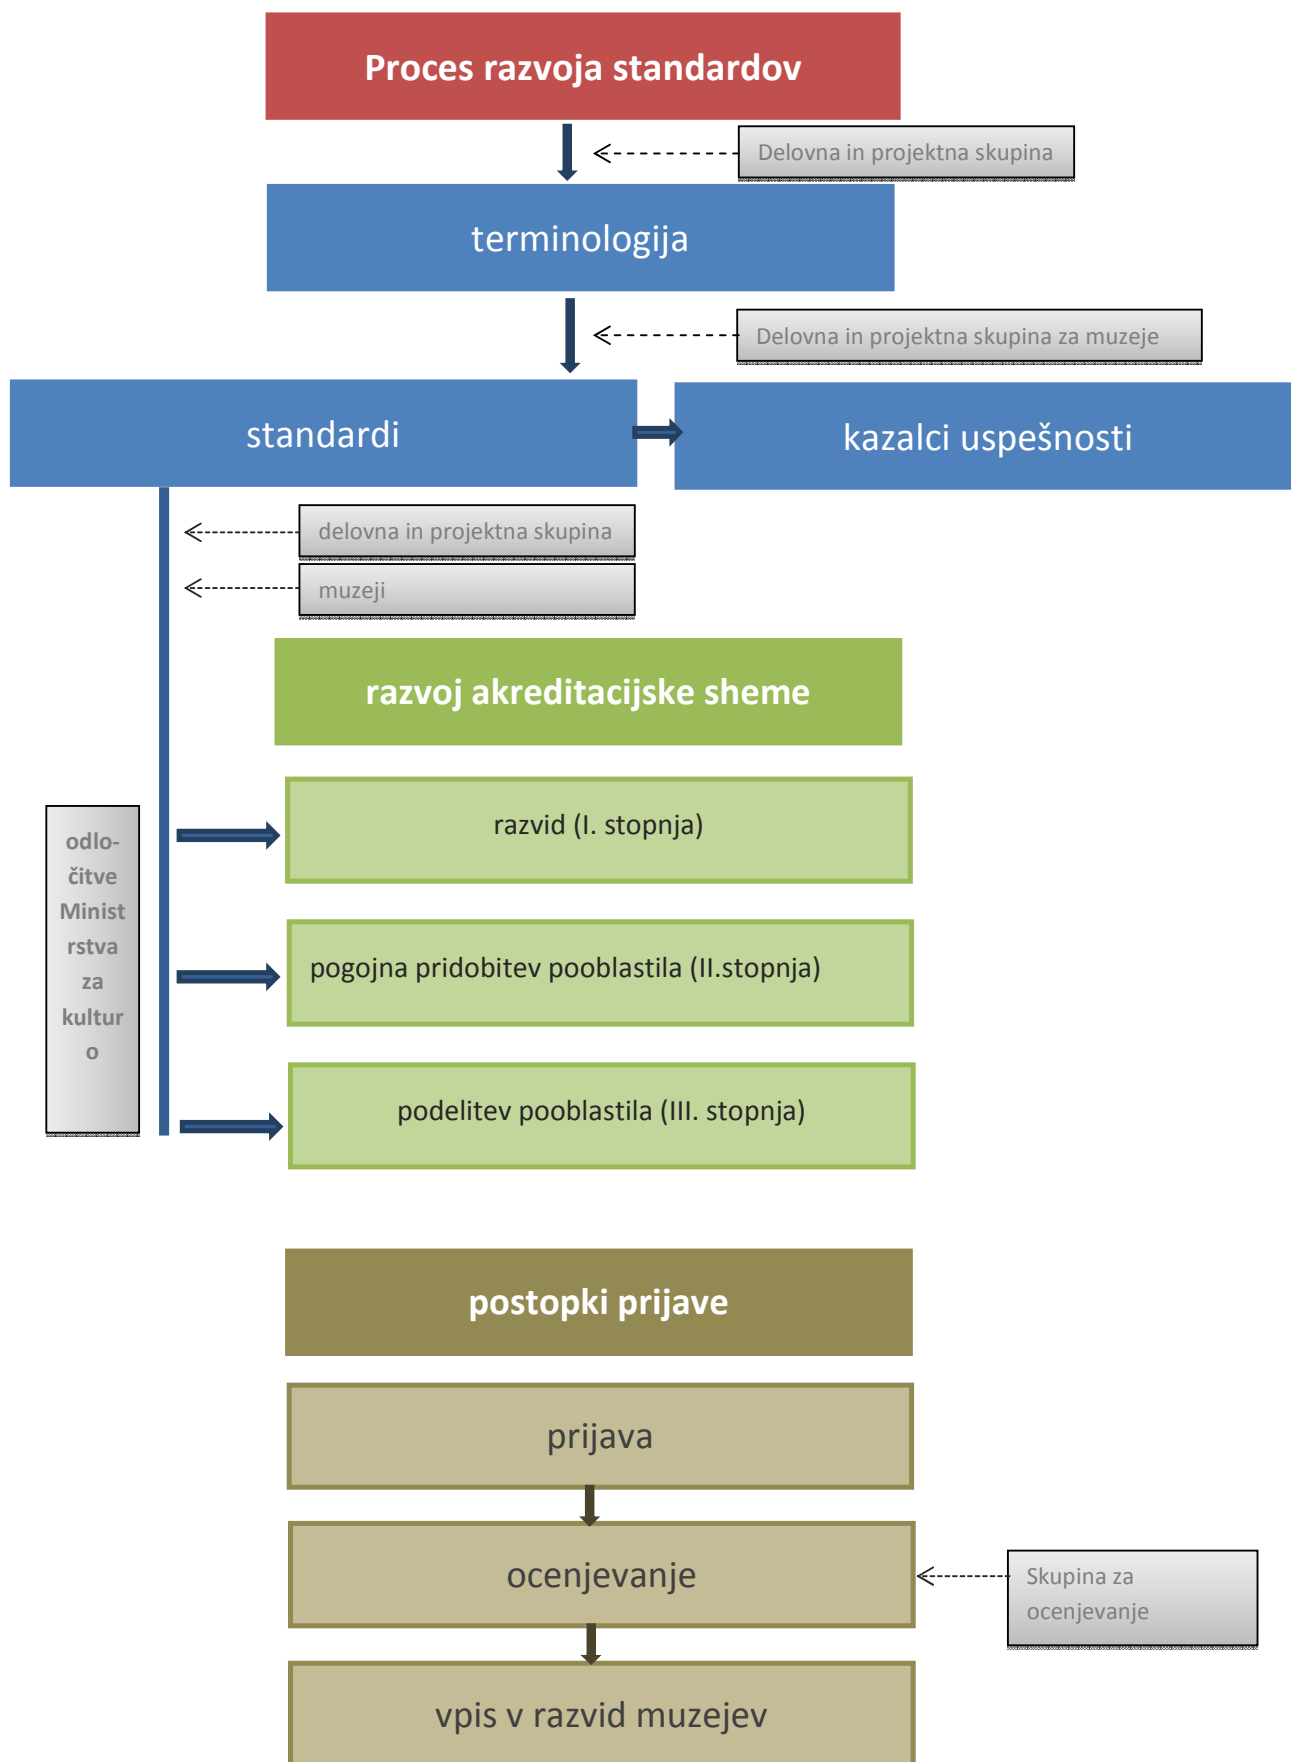 Proces razvoja standardov
Delovna in projektna skupina
terminologija
Delovna in projektna skupina za muzeje
standardi
kazalci uspešnosti
delovna in projektna skupina
muzeji
razvoj akreditacijske sheme
odlo-
čitve
Minist
rstva
za
kultur
o
razvid (I. stopnja)
pogojna pridobitev pooblastila (II.stopnja)
podelitev pooblastila (III. stopnja)
postopki prijave
prijava
ocenjevanje
Skupina za
ocenjevanje
vpis v razvid muzejev